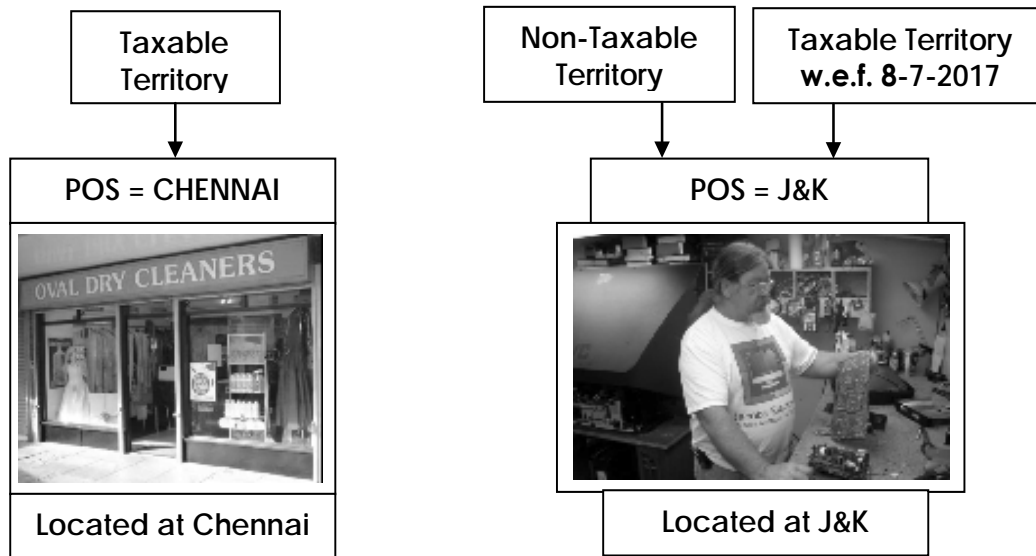 Taxable
Territory
Non-Taxable
Territory
Taxable Territory
w.e.f. 8-7-2017
POS = CHENNAI
POS = J&K
OVAL DRY CLEANERS
Located at Chennai
Located at J&K